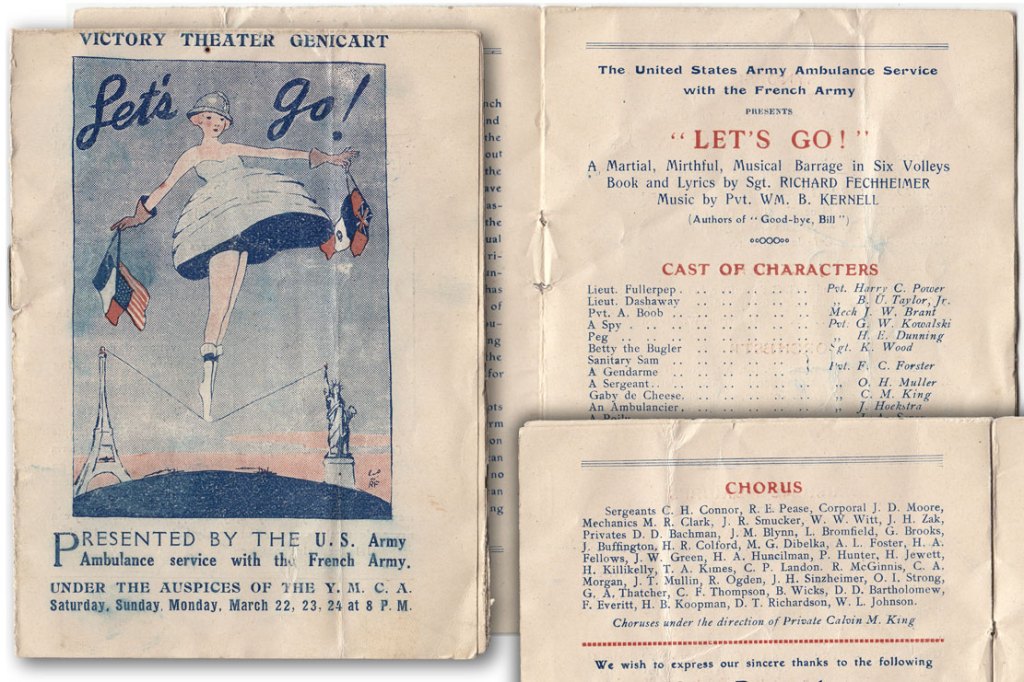 VICTORY THEATER GENICART
Let's Go!
PRESENTED BY THE U.S. Army
Ambulance service with the French Army.
UNDER THE AUSPICES OF THE Y. M. C. A.
Saturday, Sunday, Monday, March 22, 23, 24 at 8 P. M.
The United States Army Ambulance Service
with the French Army
PRESENTS
"LET'S GO!"
A Martial, Mirthful, Musical Barrage in Six Volleys
Book and Lyrics by Sgt. RICHARD FECHHEIMER
Music by Pvt. WM. B. KERNELL
(Authors of "Good-bye, Bill")
CAST OF CHARACTERS
Lieut. Fullerpep . .. .. .. .. .. Pvt. Harry C. Power
Lieut. Dashaway .. .. .. .. .. ,, B. U. Taylor, Jr.
Pvt. A. Boob .. .. .. .. .. .. Mech J. W. Brant
A Spy .. .. .. .. .. .. .. Pvt. G. W. Kowalski
Peg .. .. .. .. .. .. .. ,, H. E. Dunning
Betty the Bugler .. .. .. .. .. Sgt. K. Wood
Sanitary Sam .. .. .. .. .. .. Pvt. F. C. Forster
A Gendarme .. .. .. .. .. ..
A Sergeant .. .. .. .. .. .. ,, O. H. Muller
Gaby de Cheese. .. .. .. .. .. ,, C. M. King
An Ambulancier. .. .. .. .. .. ,, J. Hoekstra
CHORUS
Sergeants C. H. Connor, R. E. Pease, Corporal J. D. Moore,
Mechanics M. R. Clark, J. R. Smucker, W. W. Witt, J. H. Zak,
Privates D. D. Bachman, J. M. Blynn, L. Bromfield, G. Brooks,
J. Buffington, H. R. Colford, M. G. Dibelka, A. L. Foster, H. A.
Fellows, J. W. Green, H. A. Huncilman, P. Hunter, H. Jewett,
H. Killikelly, T. A. Kimes, C. P. Landon. R. McGinnis, C. A.
Morgan, J. T. Mullin, R. Ogden, J. H. Sinzheimer, O. I. Strong,
G. A. Thatcher, C. F. Thompson, B. Wicks, D. D. Bartholomew,
F. Everitt, H. B. Koopman, D. T. Richardson, W. L. Johnson.
Choruses under the direction of Private Calvin M. King
We wish to express our sincere thanks to the following